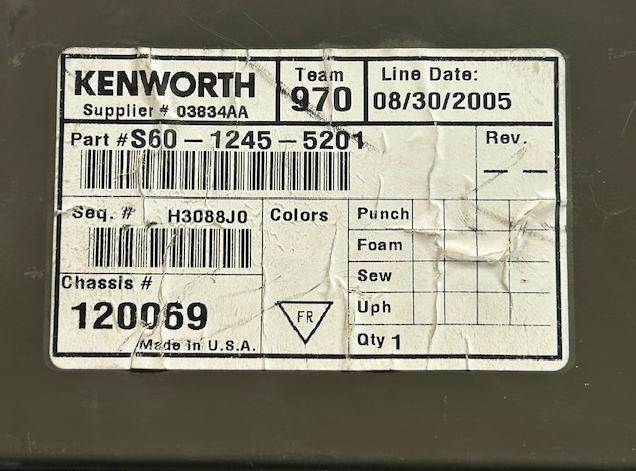 KENWORTH
Supplier # 03834AA
Team
970
Line Date:
08/30/2005
Part # S60 - 1245 - 5201
Rev.
— —
Seq. # H3088J0
Colors
Punch
Foam
Sew
Uph
Qty 1
Chassis #
120069
FR
Made in U.S.A.